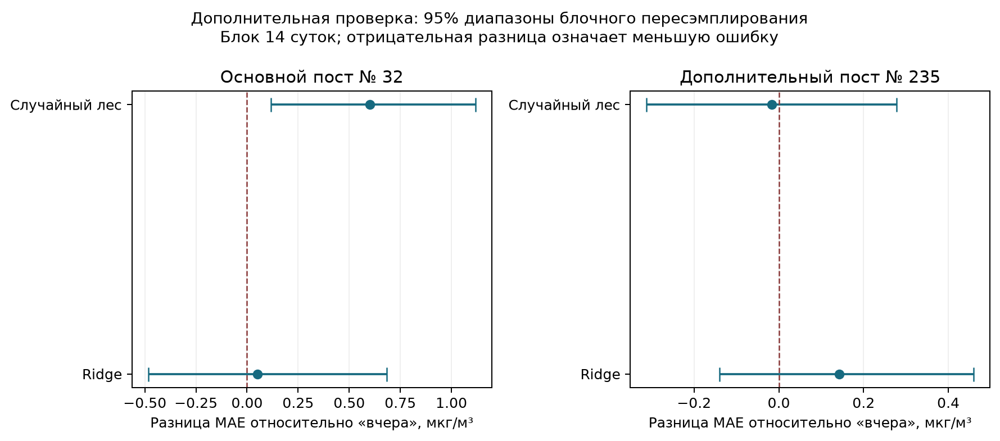 Дополнительная проверка: 95% диапазоны блочного пересэмплирования
Блок 14 суток; отрицательная разница означает меньшую ошибку
Основной пост № 32
Случайный лес
Ridge
−0.50 −0.25 0.00 0.25 0.50 0.75 1.00
Разница MAE относительно «вчера», мкг/м³
Дополнительный пост № 235
Случайный лес
Ridge
−0.2 0.0 0.2 0.4
Разница MAE относительно «вчера», мкг/м³